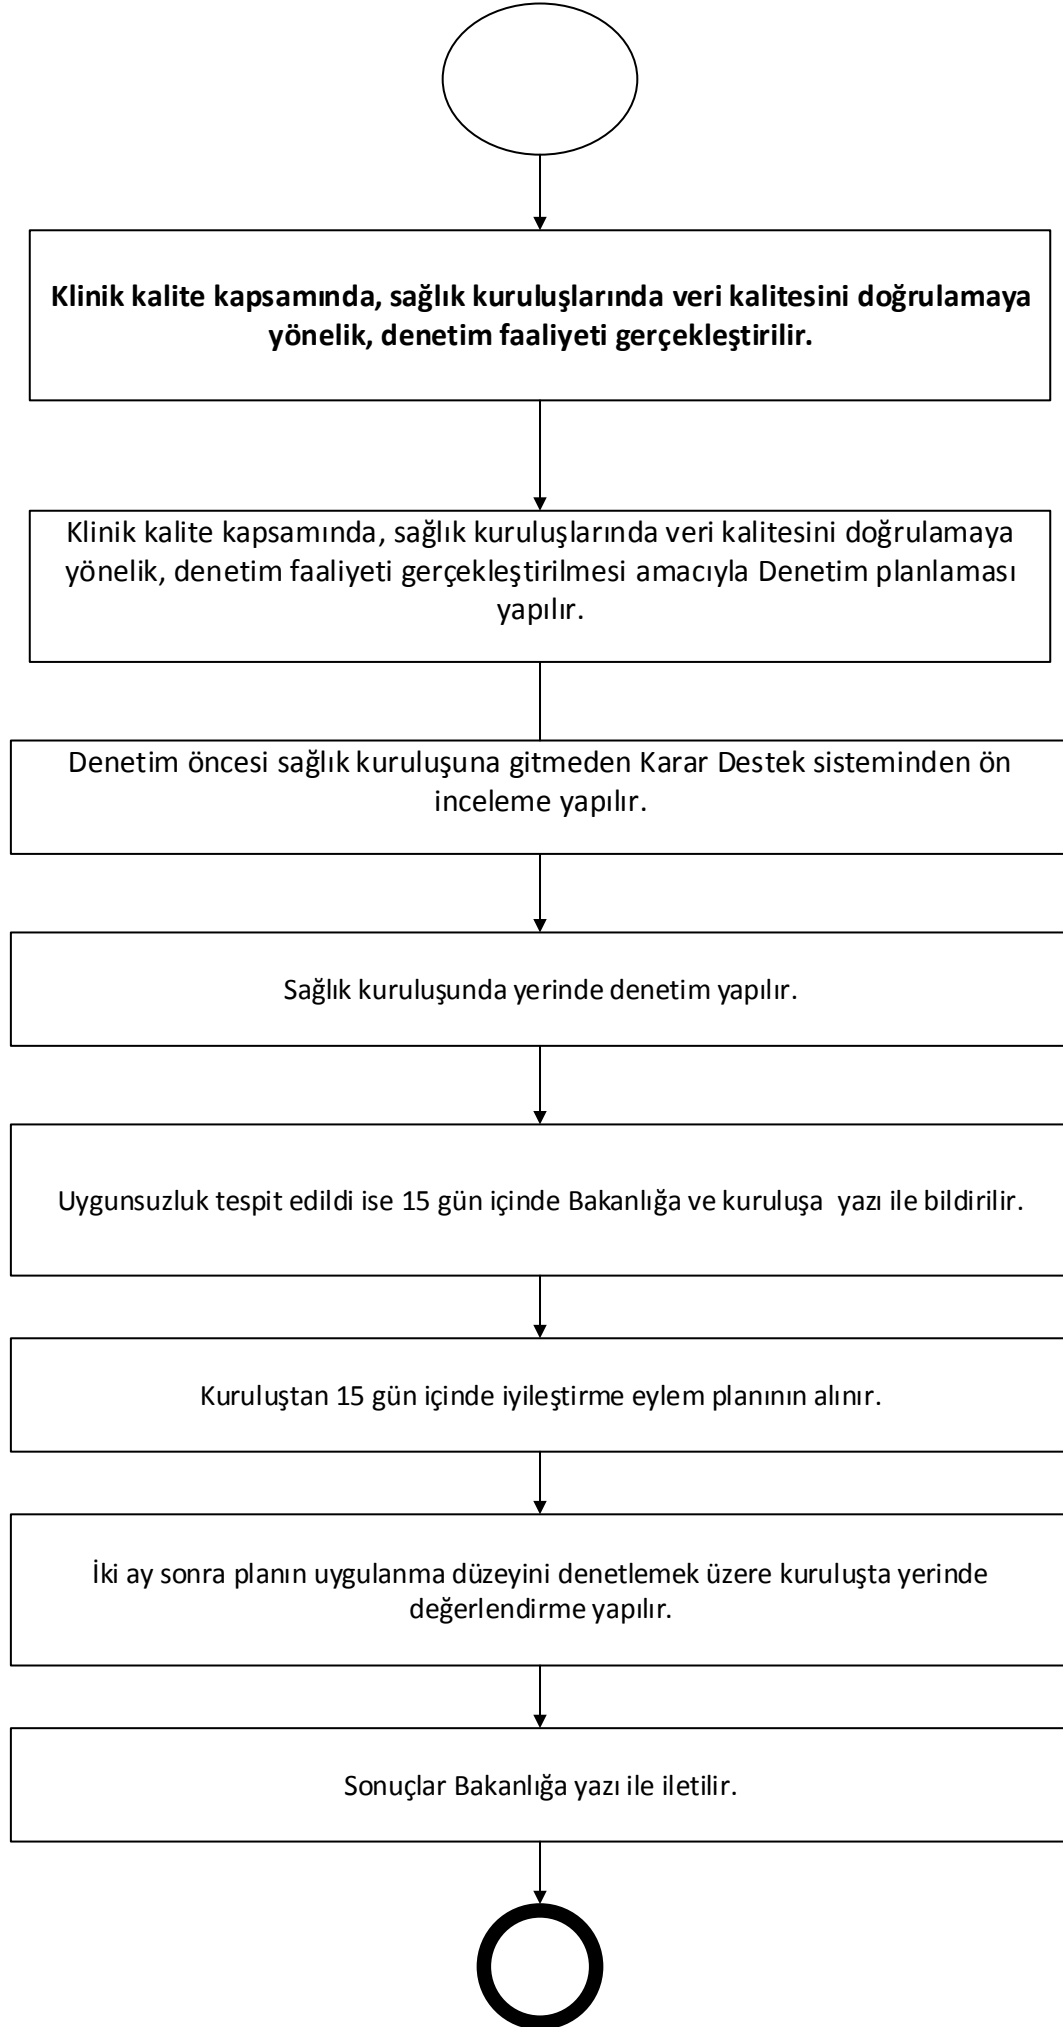 Klinik kalite kapsamında, sağlık kuruluşlarında veri kalitesini doğrulamaya
yönelik, denetim faaliyeti gerçekleştirilir.
Klinik kalite kapsamında, sağlık kuruluşlarında veri kalitesini doğrulamaya
yönelik, denetim faaliyeti gerçekleştirilmesi amacıyla Denetim planlaması
yapılır.
Denetim öncesi sağlık kuruluşuna gitmeden Karar Destek sisteminden ön
inceleme yapılır.
Sağlık kuruluşunda yerinde denetim yapılır.
Uygunsuzluk tespit edildi ise 15 gün içinde Bakanlığa ve kuruluşa  yazı ile bildirilir.
Kuruluştan 15 gün içinde iyileştirme eylem planının alınır.
İki ay sonra planın uygulanma düzeyini denetlemek üzere kuruluşta yerinde
değerlendirme yapılır.
Sonuçlar Bakanlığa yazı ile iletilir.